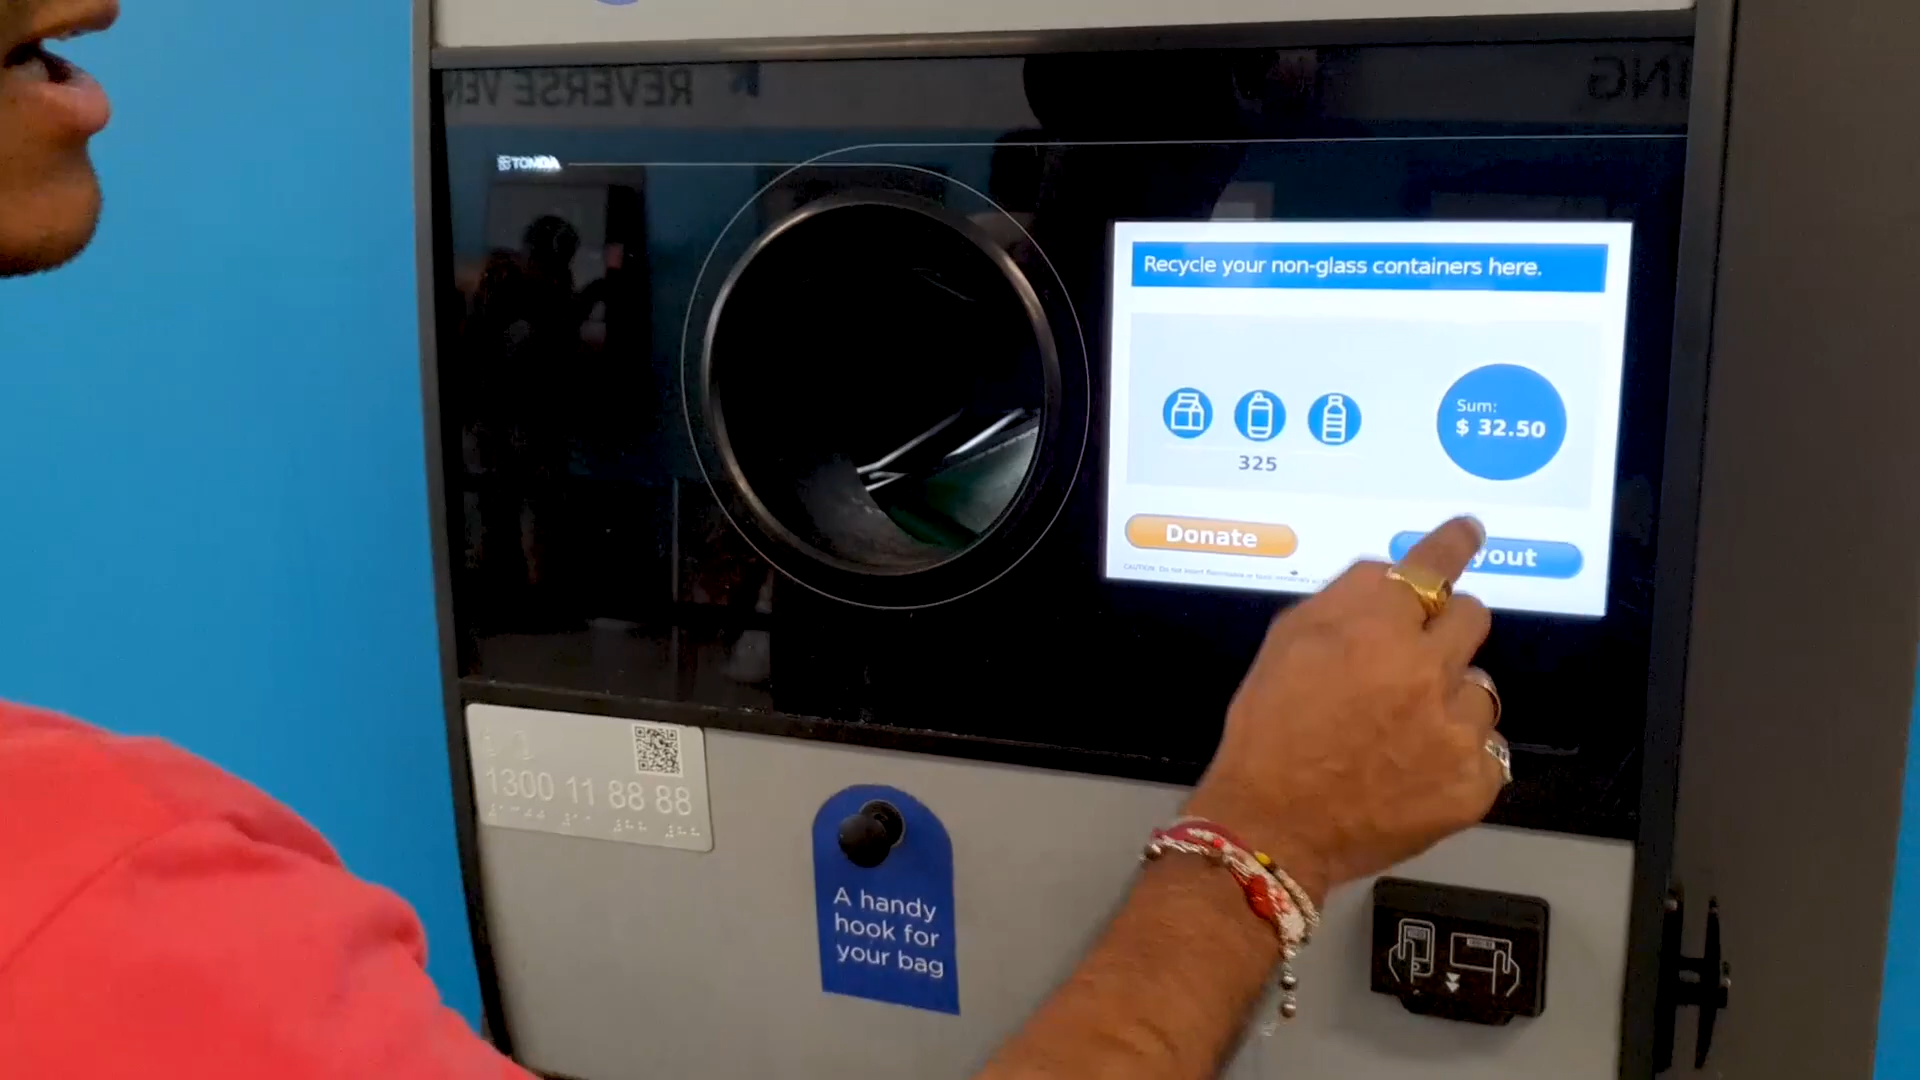 REVERSE VEN
ING
TOMRA
Recycle your non-glass containers here.
Sum:
$ 32.50
325
Donate
yout
1300 11 88 88
A handy
hook for
your bag